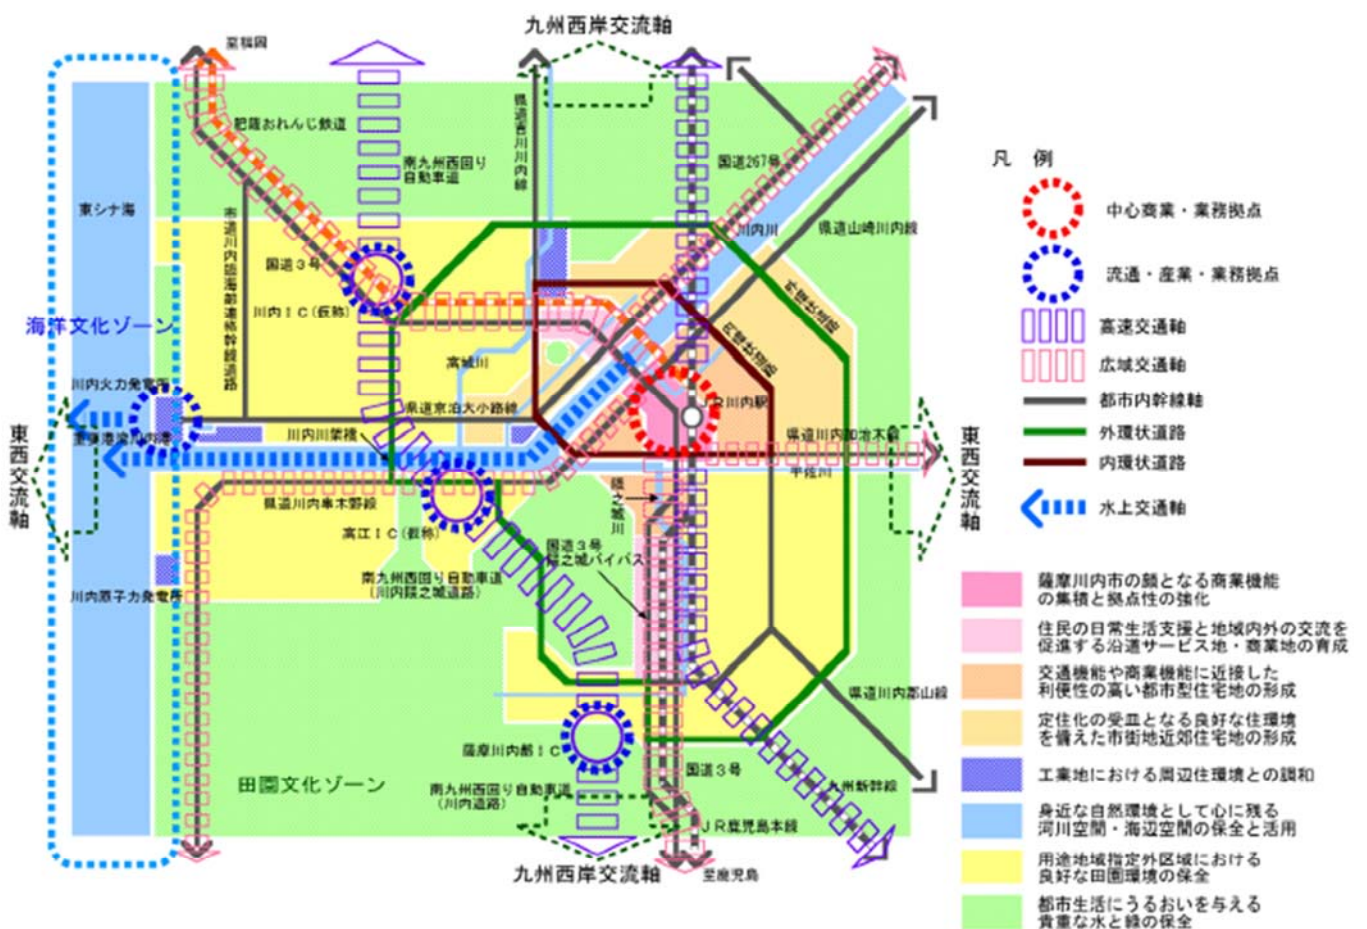 九州西岸交流軸
至福岡
肥薩おれんじ鉄道
南九州西回り
自動車道
国道267号
凡 例
中心商業・業務拠点
東シナ海
川内川
県道山崎川内線
国道3号
流通・産業・業務拠点
外環状道路
川内IC(仮称)
海洋文化ゾーン
高速交通軸
内環状道路
高城川
広域交通軸
川内火力発電所
県道京泊大小路線
JR川内駅
都市内幹線軸
東西交流軸
川内川架橋
県道川内加治木線
東西交流軸
外環状道路
平佐川
内環状道路
県道川内串木野線
隈之城川
水上交通軸
高江IC(仮称)
国道3号
隈之城バイパス
南九州西回り自動車道
(川内隈之城道路)
川内原子力発電所
薩摩川内市の顔となる商業機能
の集積と拠点性の強化
住民の日常生活支援と地域内外の交流を
促進する沿道サービス地・商業地の育成
交通機能や商業機能に近接した
利便性の高い都市型住宅地の形成
県道川内郡山線
定住化の受皿となる良好な住環境
を備えた市街地近郊住宅地の形成
薩摩川内都IC
国道3号
工業地における周辺住環境との調和
田園文化ゾーン
南九州西回り自動車道
(川内道路)
九州新幹線
身近な自然環境として心に残る
河川空間・海辺空間の保全と活用
JR鹿児島本線
九州西岸交流軸
至鹿児島
用途地域指定外区域における
良好な田園環境の保全
都市生活にうるおいを与える
貴重な水と緑の保全